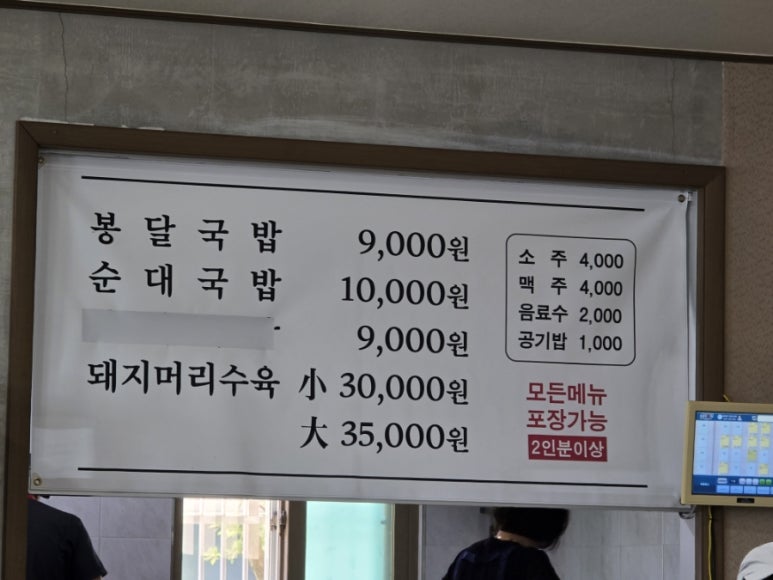 봉달국밥 9,000원
순대국밥 10,000원
9,000원
돼지머리수육 小 30,000원
大 35,000원
소주 4,000
맥주 4,000
음료수 2,000
공기밥 1,000
모든메뉴
포장가능
2인분이상